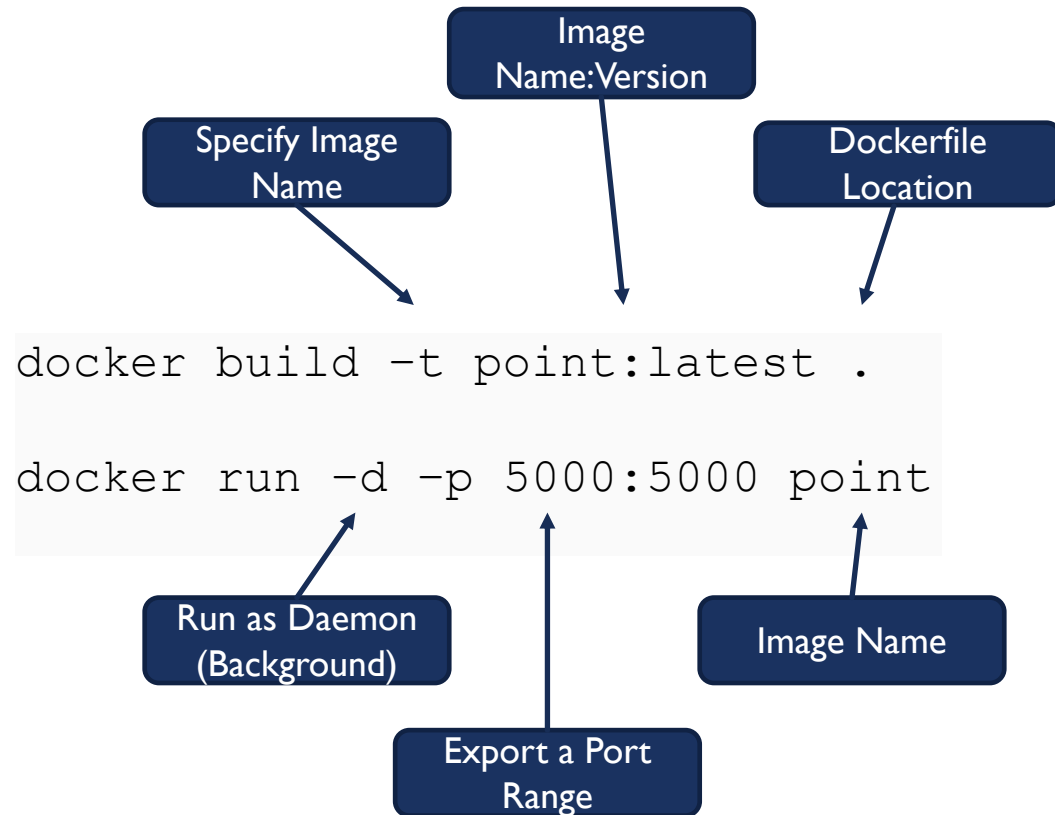 Image
Name:Version
Specify Image
Name
Dockerfile
Location
docker build –t point:latest .
docker run –d –p 5000:5000 point
Run as Daemon
(Background)
Image Name
Export a Port
Range